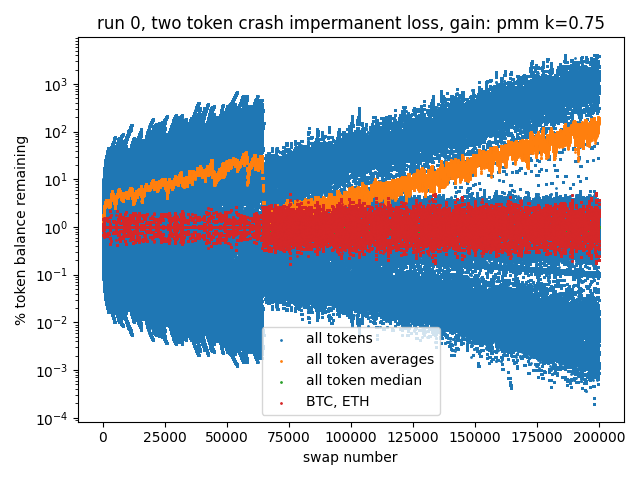 run 0, two token crash impermanent loss, gain: pmm k=0.75
% token balance remaining
10³
10²
10¹
10⁰
10⁻¹
10⁻²
10⁻³
10⁻⁴
all tokens
all token averages
all token median
BTC, ETH
0 25000 50000 75000 100000 125000 150000 175000 200000
swap number